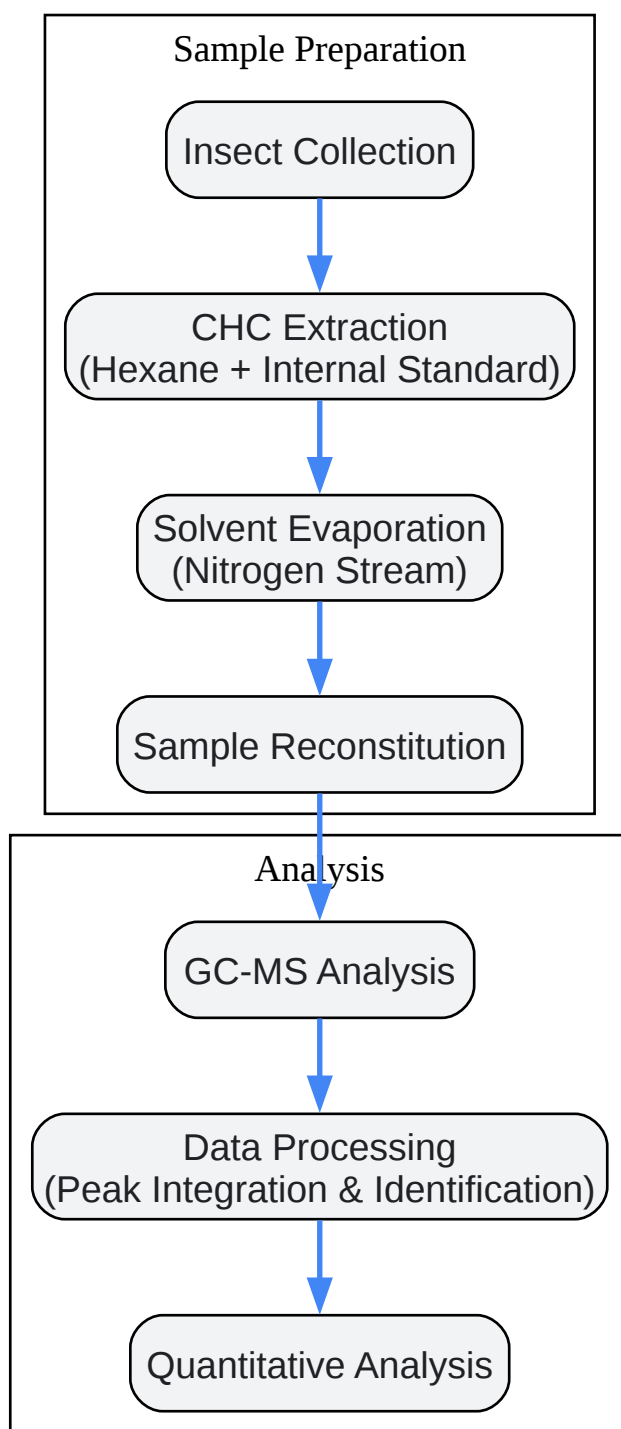 Sample Preparation
Insect Collection
CHC Extraction
(Hexane + Internal Standard)
Solvent Evaporation
(Nitrogen Stream)
Sample Reconstitution
Analysis
GC-MS Analysis
Data Processing
(Peak Integration & Identification)
Quantitative Analysis